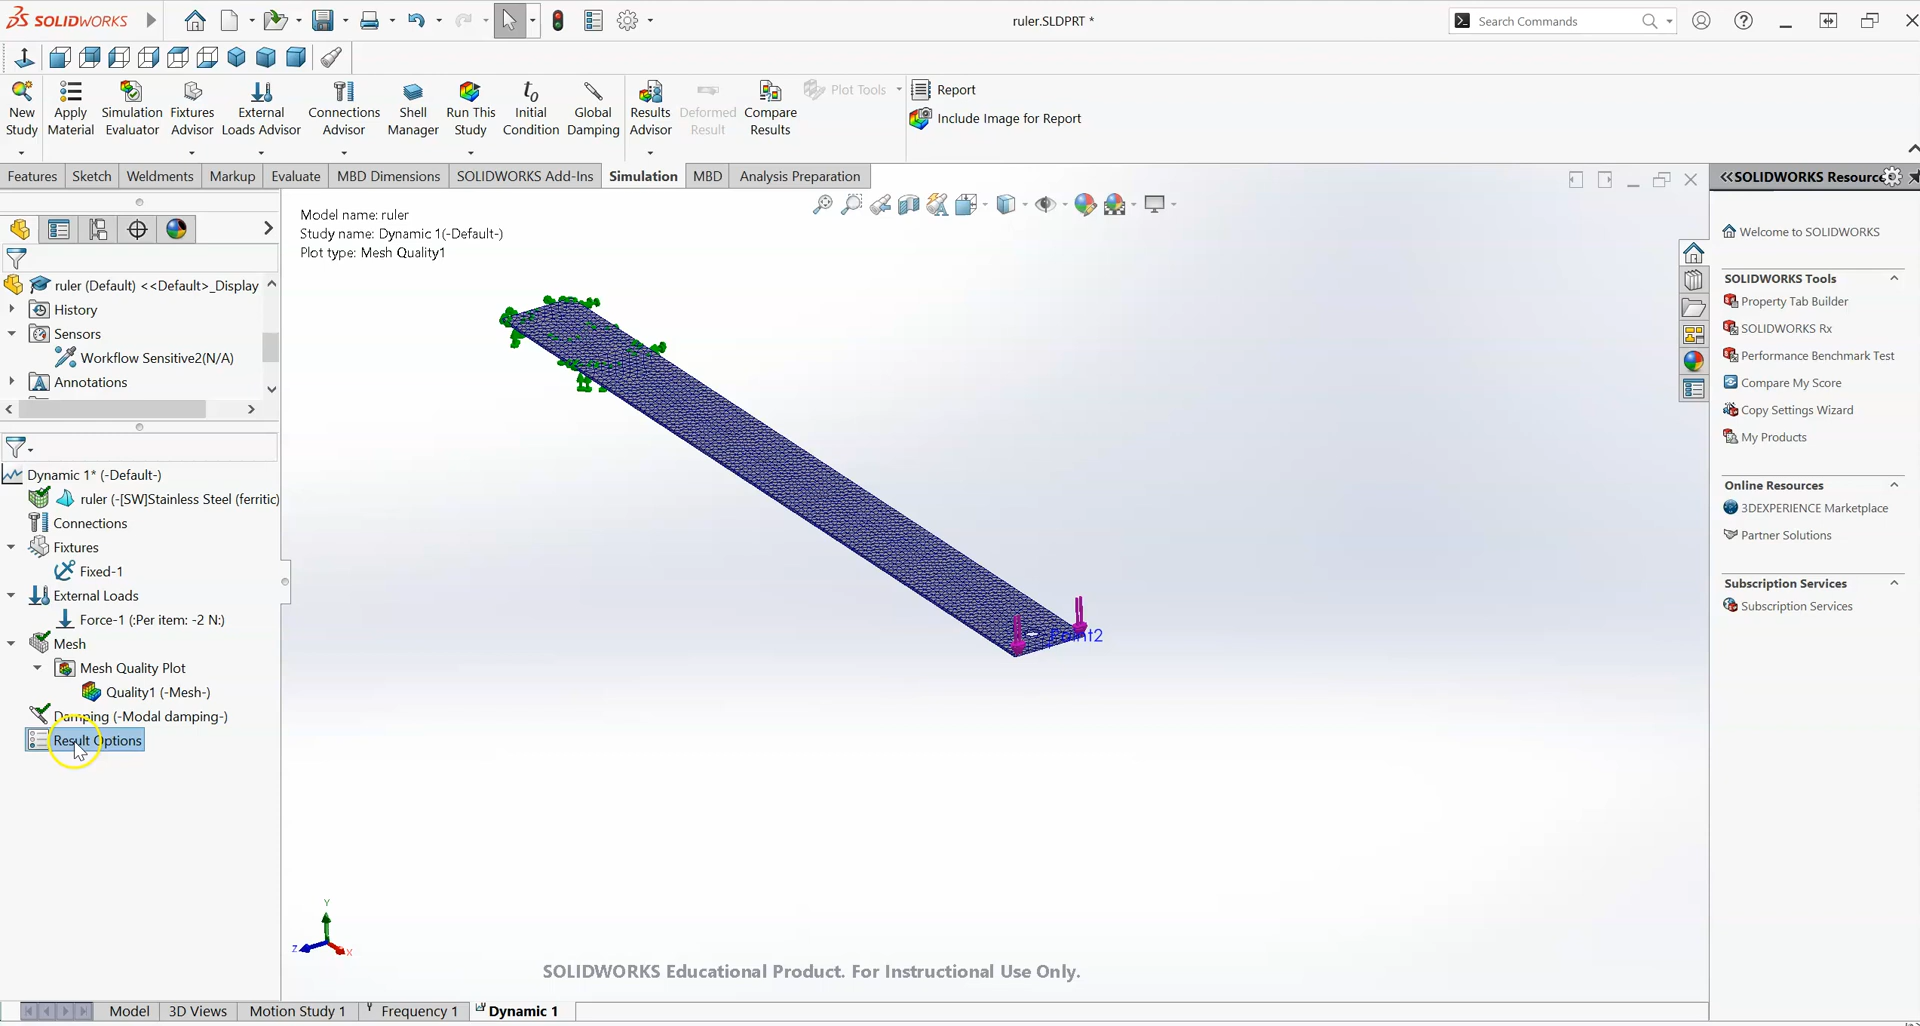 SOLIDWORKS
ruler.SLDPRT *
Search Commands
New Study
Apply Material
Simulation Evaluator
Fixtures Advisor
External Loads Advisor
Connections Advisor
Shell Manager
Run This Study
t0
Initial Condition
Global Damping
Results Advisor
Deformed Result
Compare Results
Plot Tools
Report
Include Image for Report
Features
Sketch
Weldments
Markup
Evaluate
MBD Dimensions
SOLIDWORKS Add-Ins
Simulation
MBD
Analysis Preparation
SOLIDWORKS Resource
Model name: ruler
Study name: Dynamic 1(-Default-)
Plot type: Mesh Quality1
ruler (Default) <<Default>_Display
History
Sensors
Workflow Sensitive2(N/A)
Annotations
Dynamic 1* (-Default-)
ruler (-[SW]Stainless Steel (ferritic)
Connections
Fixtures
Fixed-1
External Loads
Force-1 (:Per item: -2 N:)
Mesh
Mesh Quality Plot
Quality1 (-Mesh-)
Damping (-Modal damping-)
Result Options
Point2
Y
Z
X
SOLIDWORKS Educational Product. For Instructional Use Only.
Welcome to SOLIDWORKS
SOLIDWORKS Tools
Property Tab Builder
SOLIDWORKS Rx
Performance Benchmark Test
Compare My Score
Copy Settings Wizard
My Products
Online Resources
3DEXPERIENCE Marketplace
Partner Solutions
Subscription Services
Subscription Services
Model
3D Views
Motion Study 1
Frequency 1
Dynamic 1